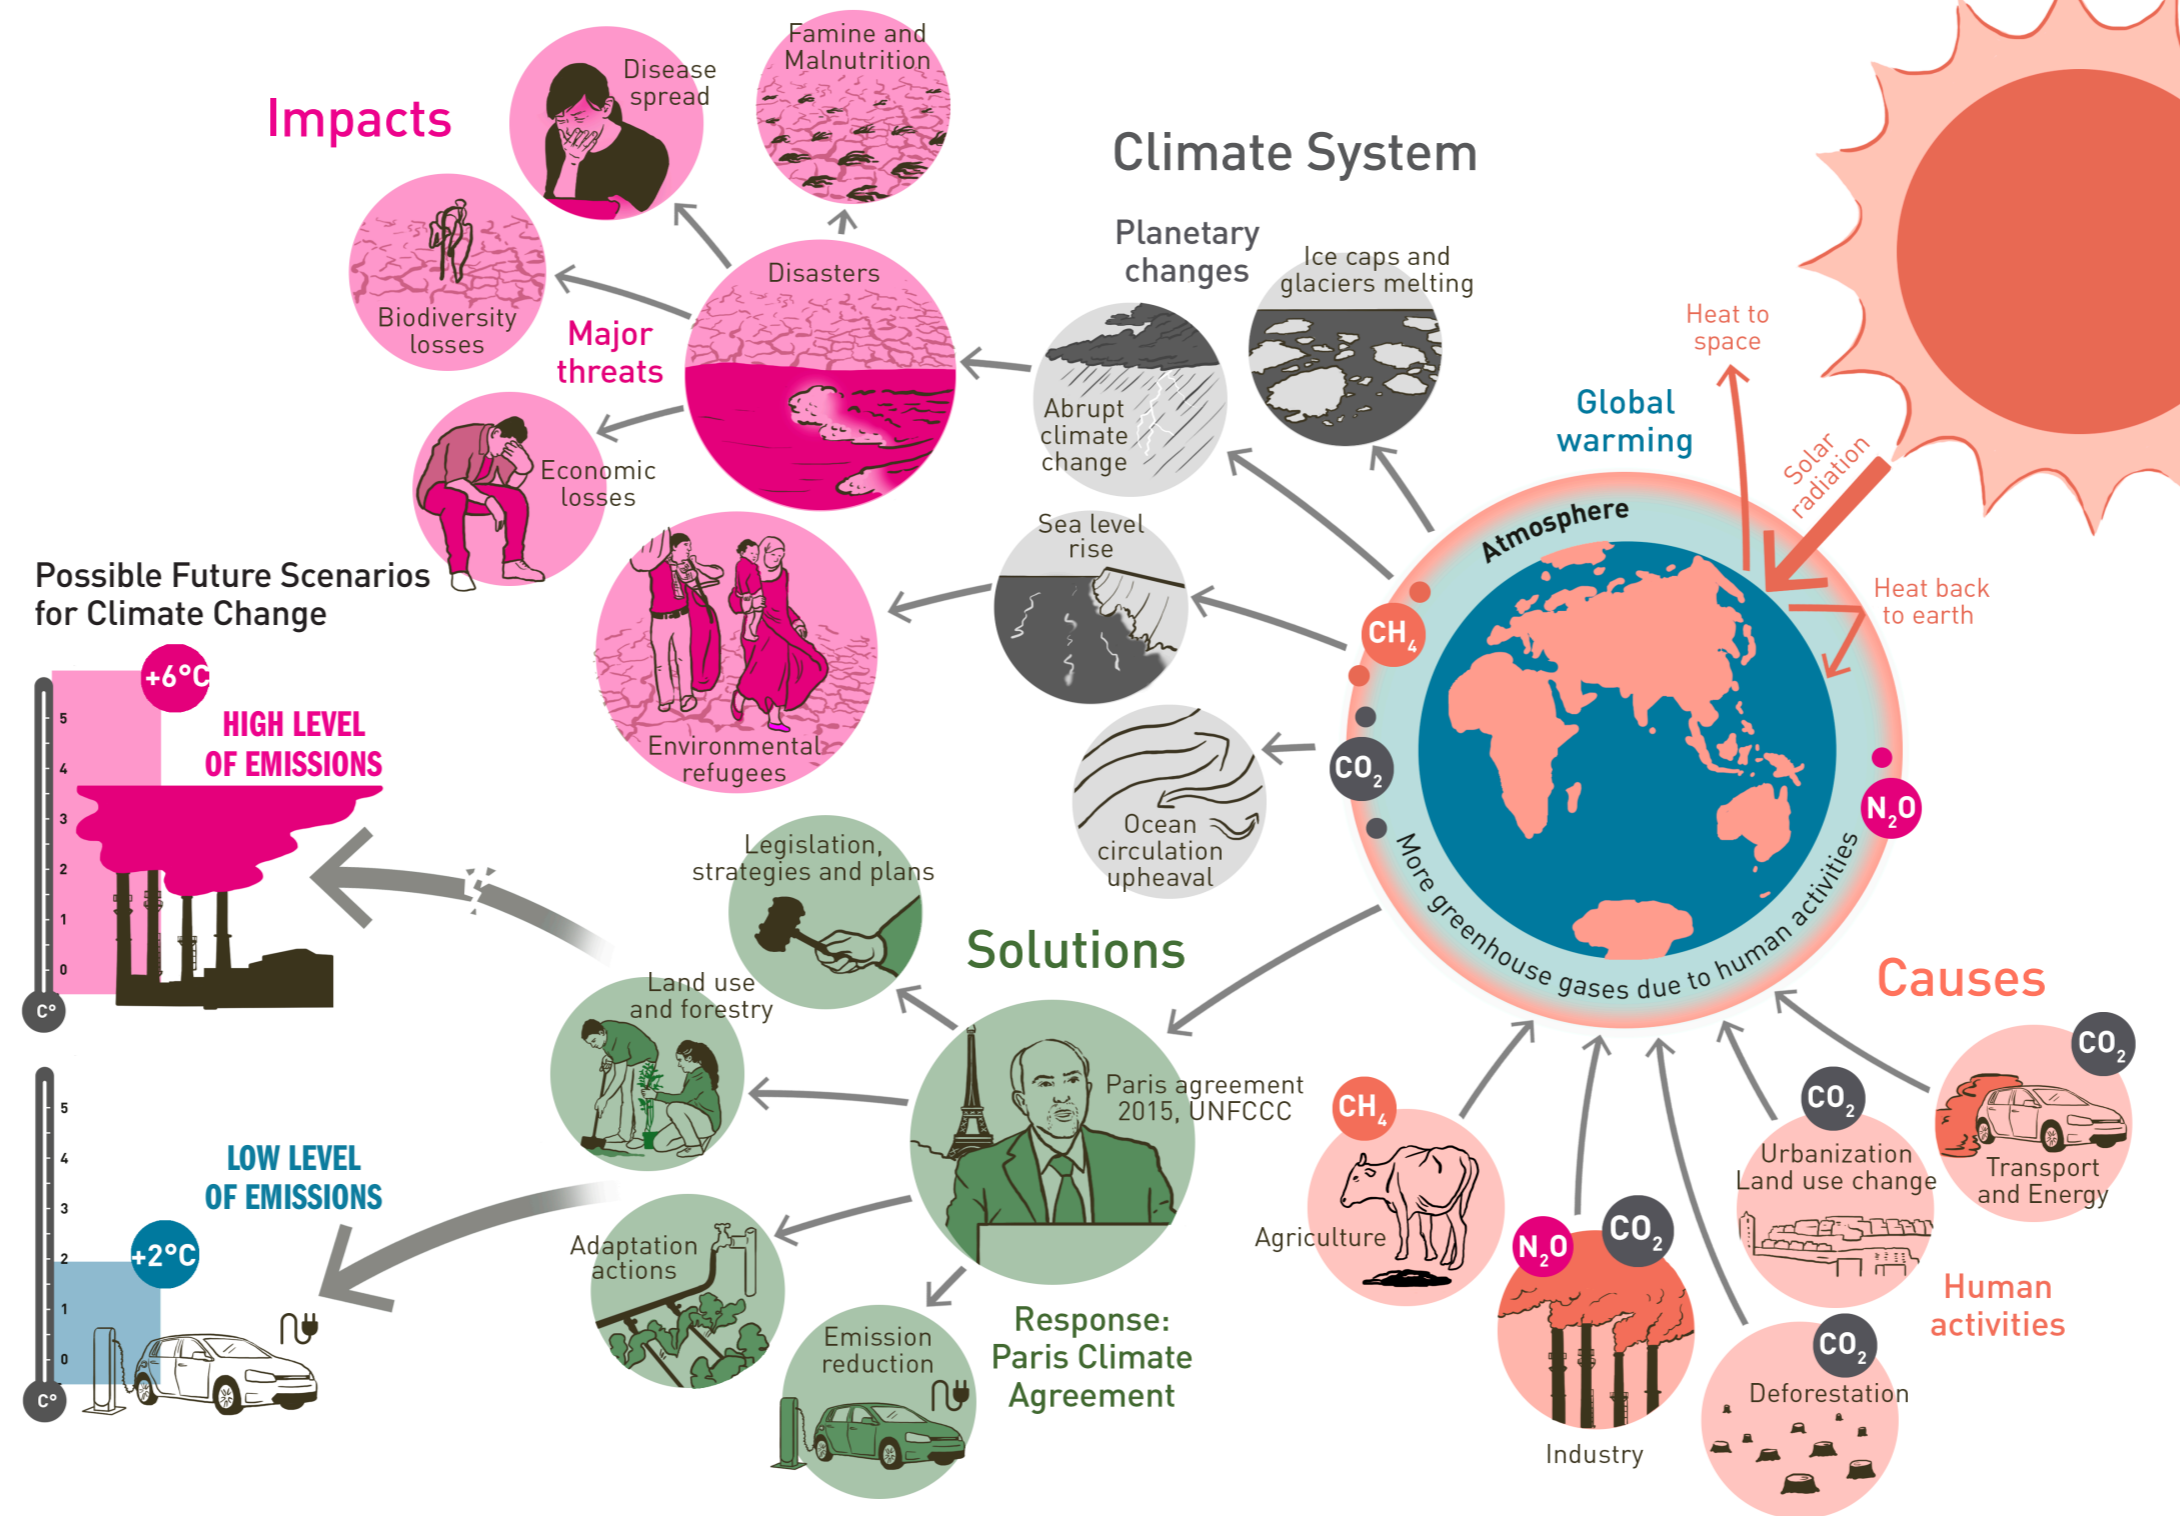 Impacts
Disease
spread
Famine and
Malnutrition
Biodiversity
losses
Major
threats
Disasters
Economic
losses
Environmental
refugees
Climate System
Planetary
changes
Ice caps and
glaciers melting
Abrupt
climate
change
Sea level
rise
Ocean
circulation
upheaval
Heat to
space
Global
warming
Solar
radiation
Atmosphere
Heat back
to earth
CH4
CO2
N2O
More greenhouse gases due to human activities
Possible Future Scenarios
for Climate Change
+6°C
HIGH LEVEL
OF EMISSIONS
5
4
3
2
1
0
C°
LOW LEVEL
OF EMISSIONS
+2°C
5
4
3
2
1
0
C°
Solutions
Legislation,
strategies and plans
Land use
and forestry
Paris agreement
2015, UNFCCC
Adaptation
actions
Emission
reduction
Response:
Paris Climate
Agreement
Causes
CH4
Agriculture
N2O
CO2
Industry
CO2
Urbanization
Land use change
CO2
Transport
and Energy
Human
activities
CO2
Deforestation